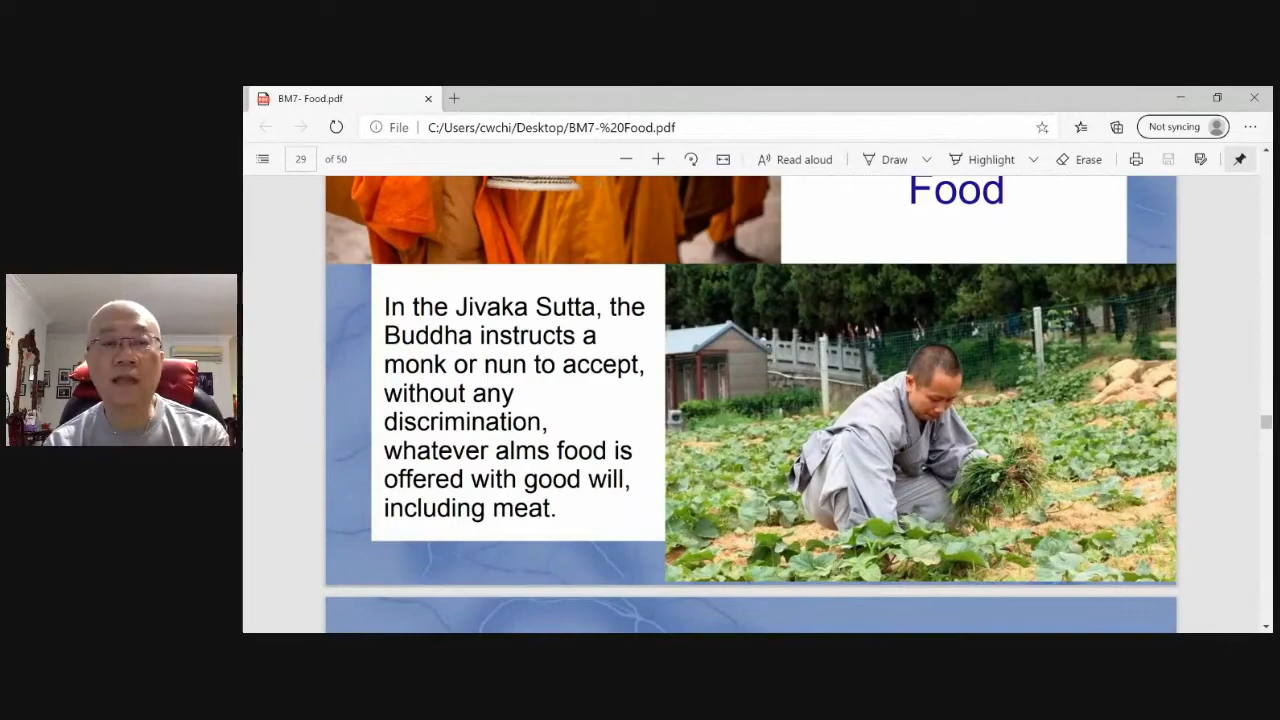 BM7- Food.pdf
File
C:/Users/cwchi/Desktop/BM7-%20Food.pdf
Not syncing
29 of 50
Read aloud
Draw
Highlight
Erase
Food
In the Jivaka Sutta, the
Buddha instructs a
monk or nun to accept,
without any
discrimination,
whatever alms food is
offered with good will,
including meat.